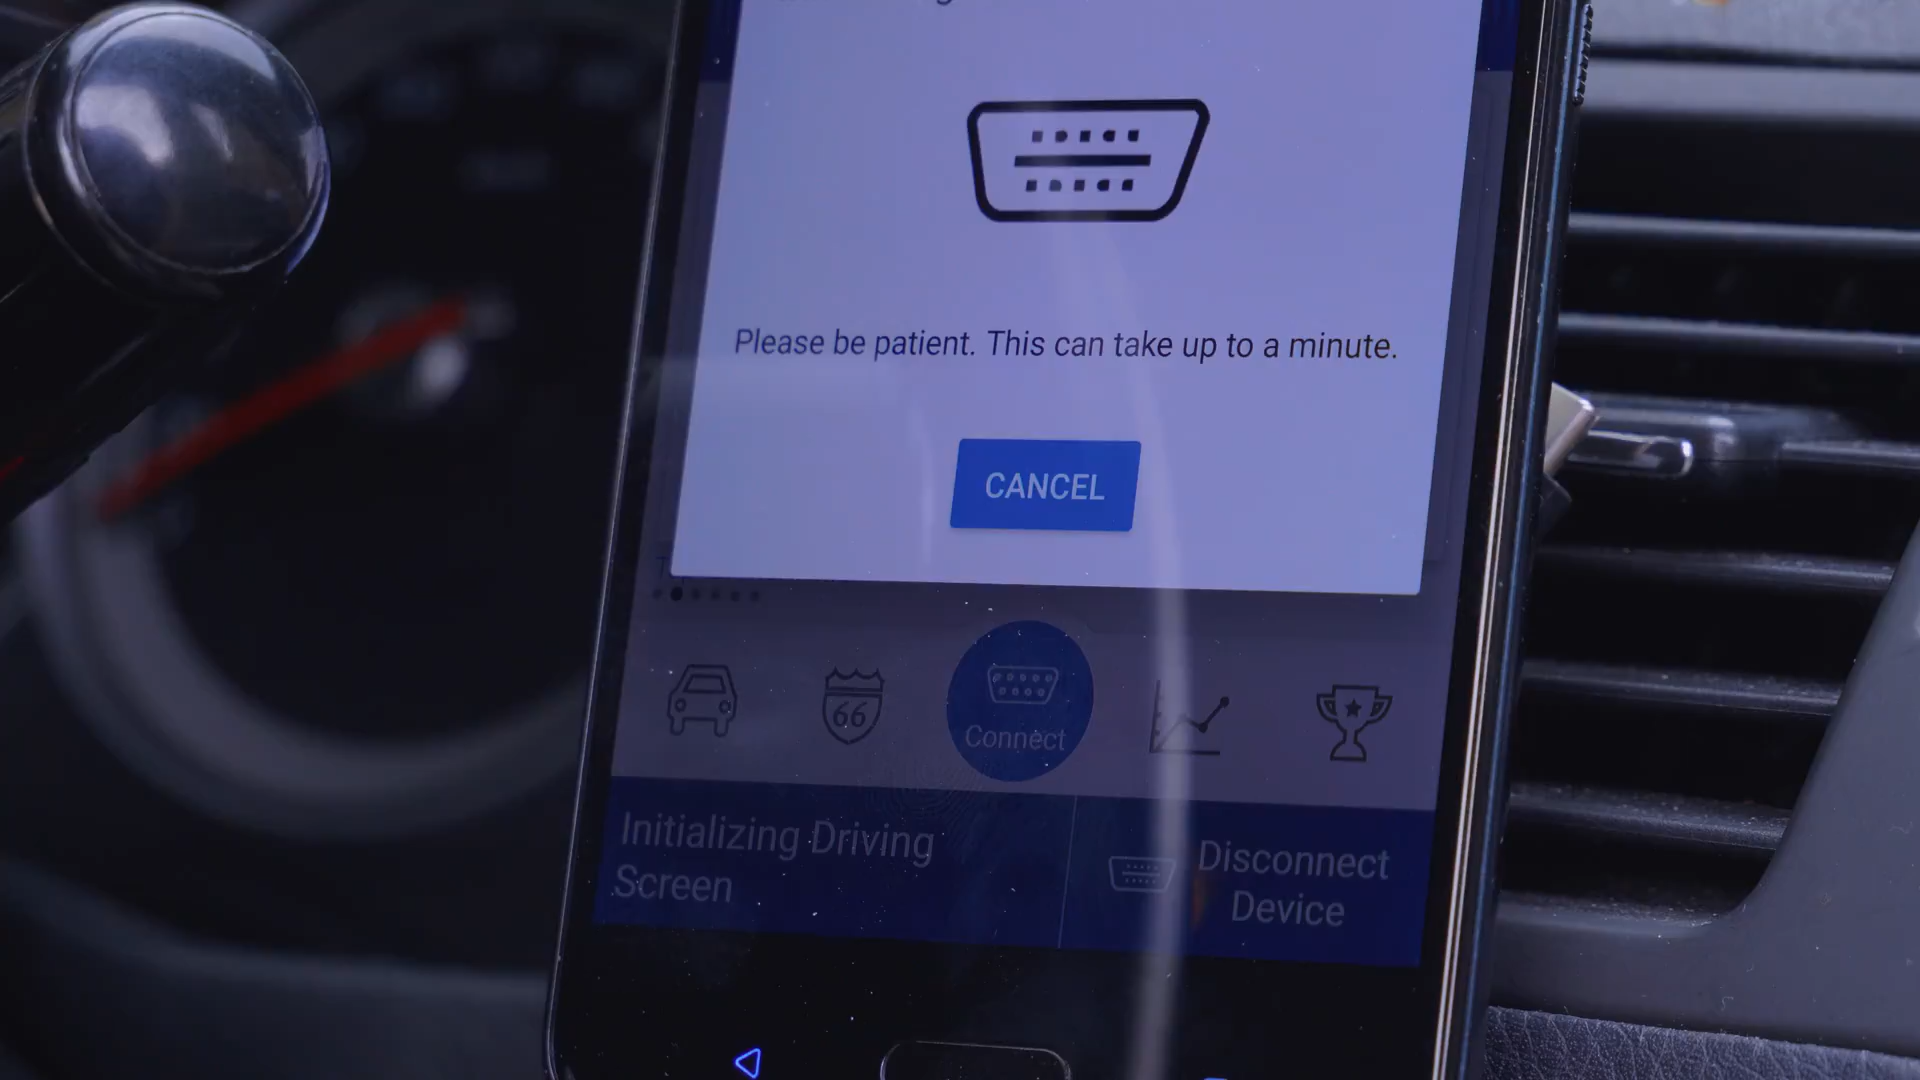 Please be patient. This can take up to a minute.
CANCEL
66
Connect
Initializing Driving
Screen
Disconnect
Device